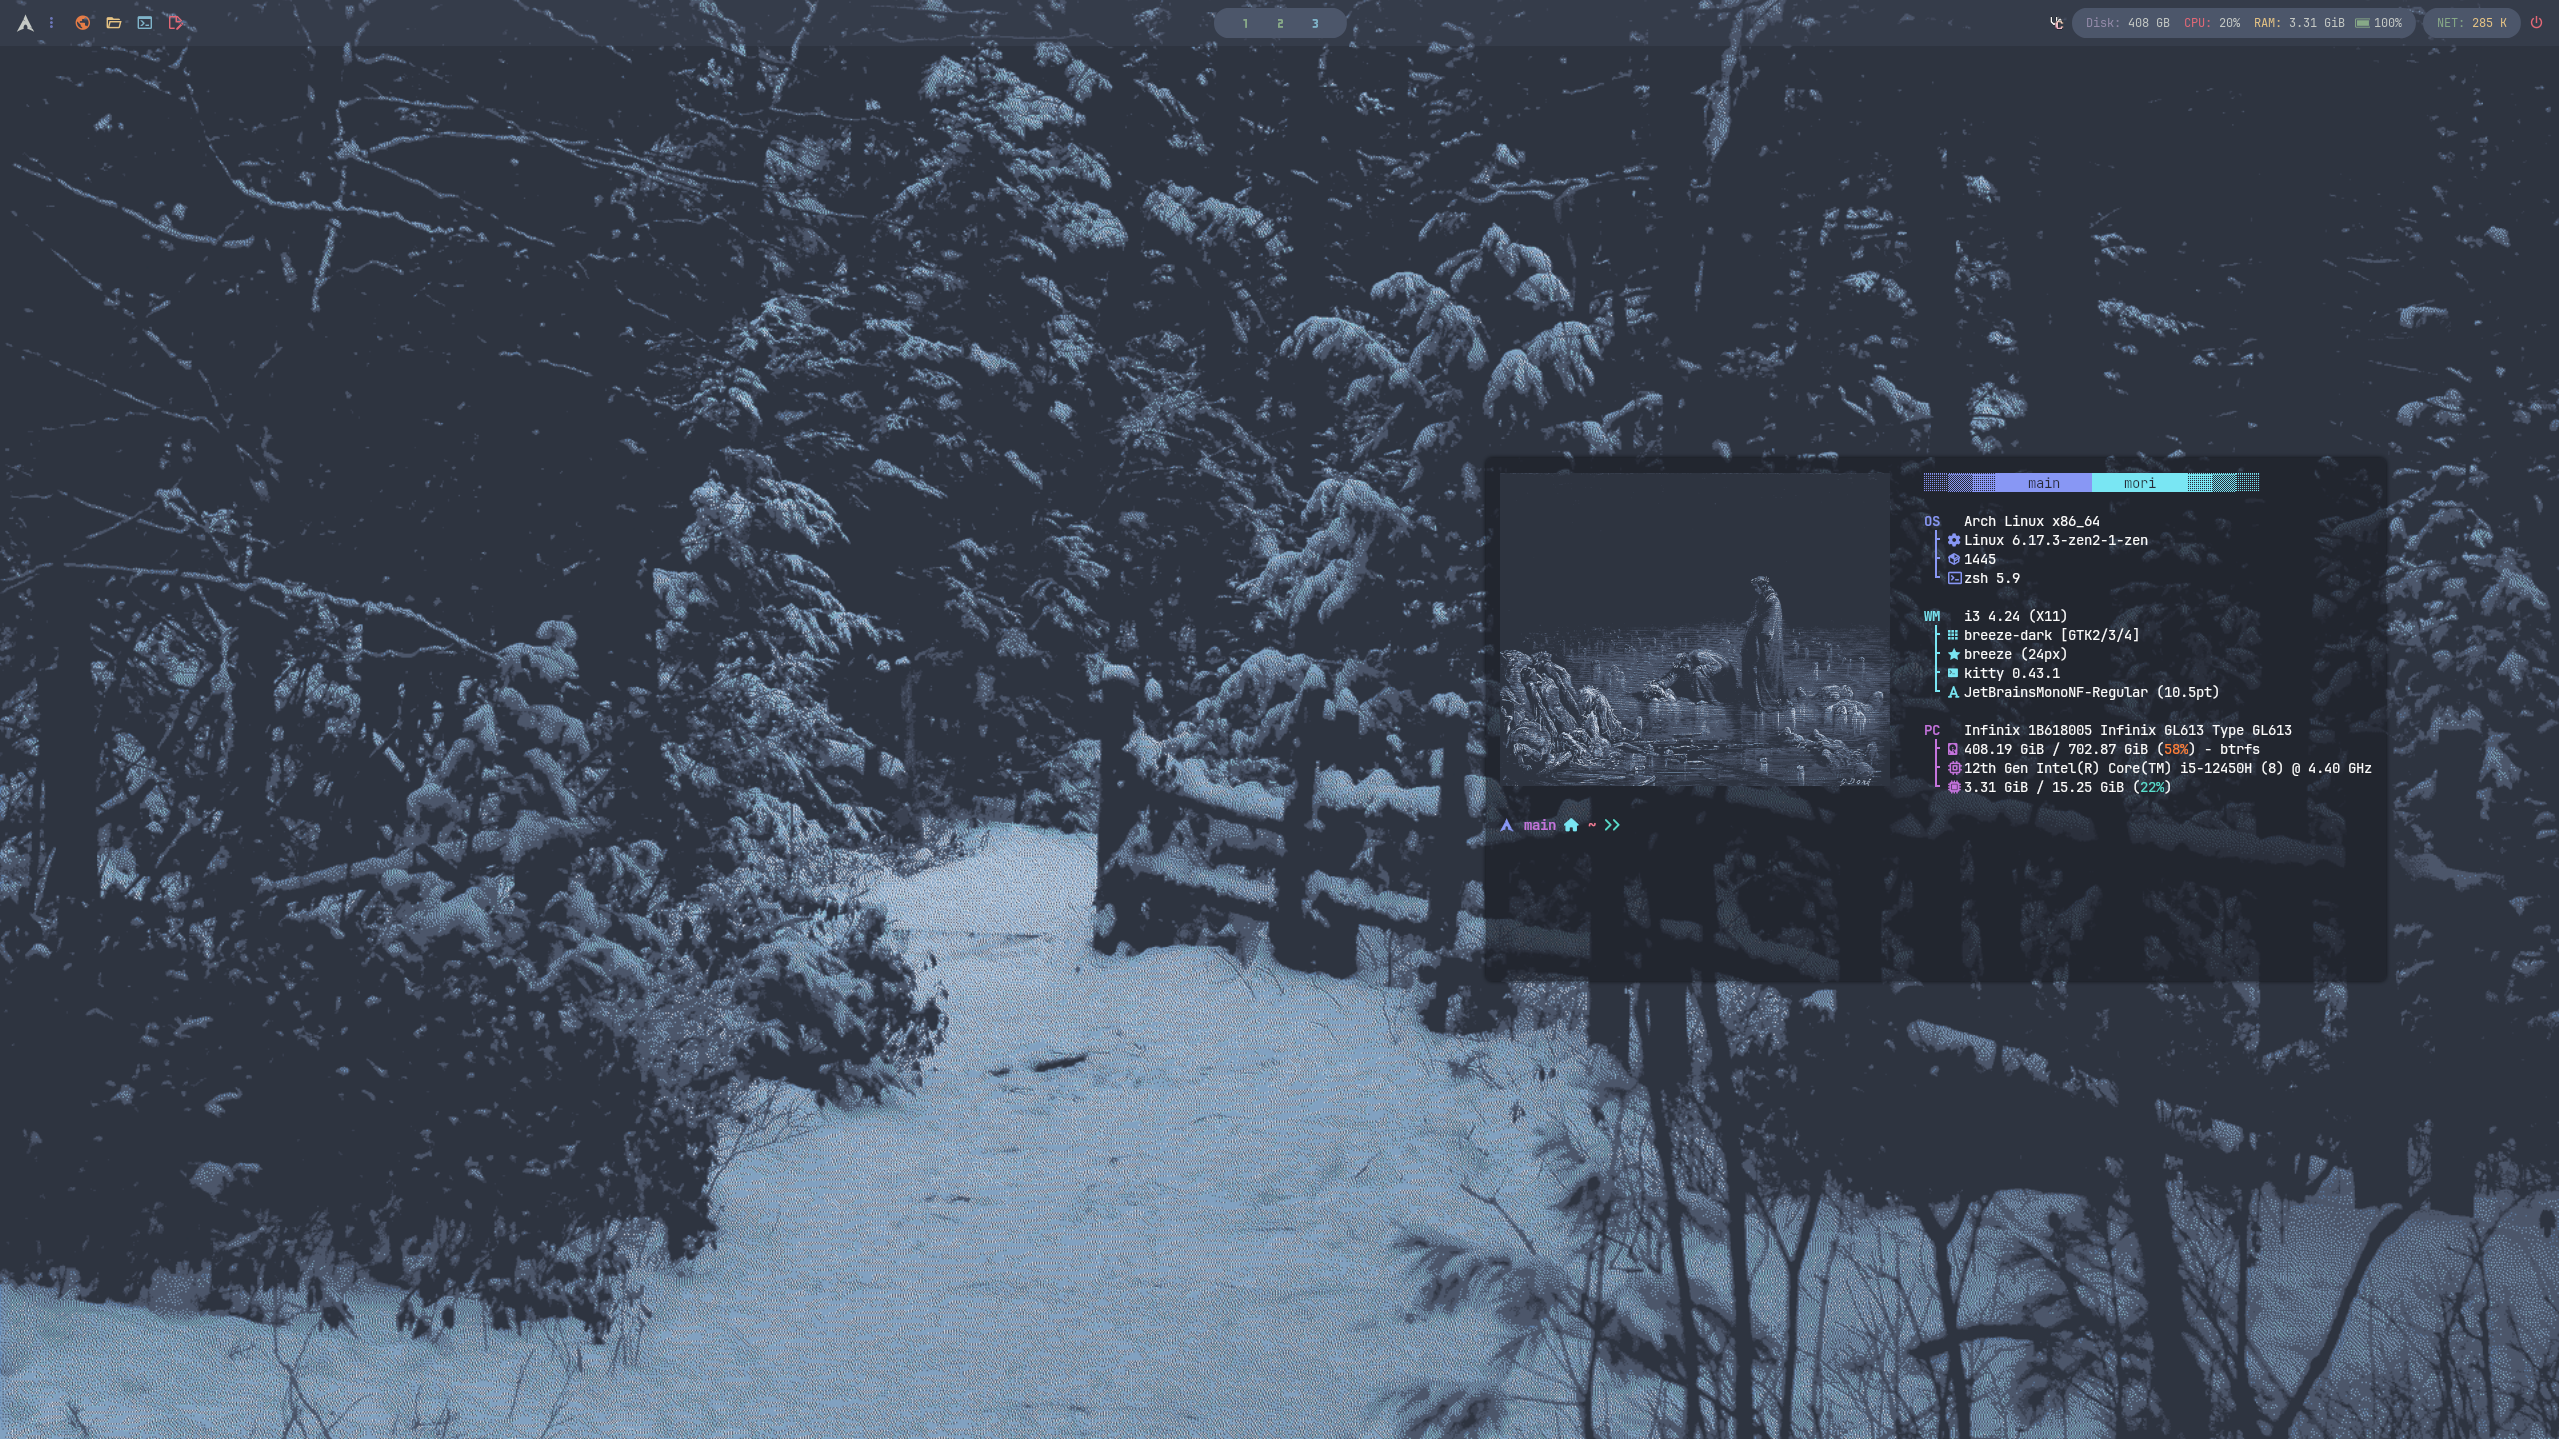 1 2 3
Disk: 408 GB CPU: 20% RAM: 3.31 GiB 100% NET: 285 K
main mori
OS Arch Linux x86_64
Linux 6.17.3-zen2-1-zen
1445
zsh 5.9
WM i3 4.24 (X11)
breeze-dark [GTK2/3/4]
breeze (24px)
kitty 0.43.1
JetBrainsMonoNF-Regular (10.5pt)
PC Infinix 1B618005 Infinix GL613 Type GL613
408.19 GiB / 702.87 GiB (58%) - btrfs
12th Gen Intel(R) Core(TM) i5-12450H (8) @ 4.40 GHz
3.31 GiB / 15.25 GiB (22%)
G. Doré
main ~ >>